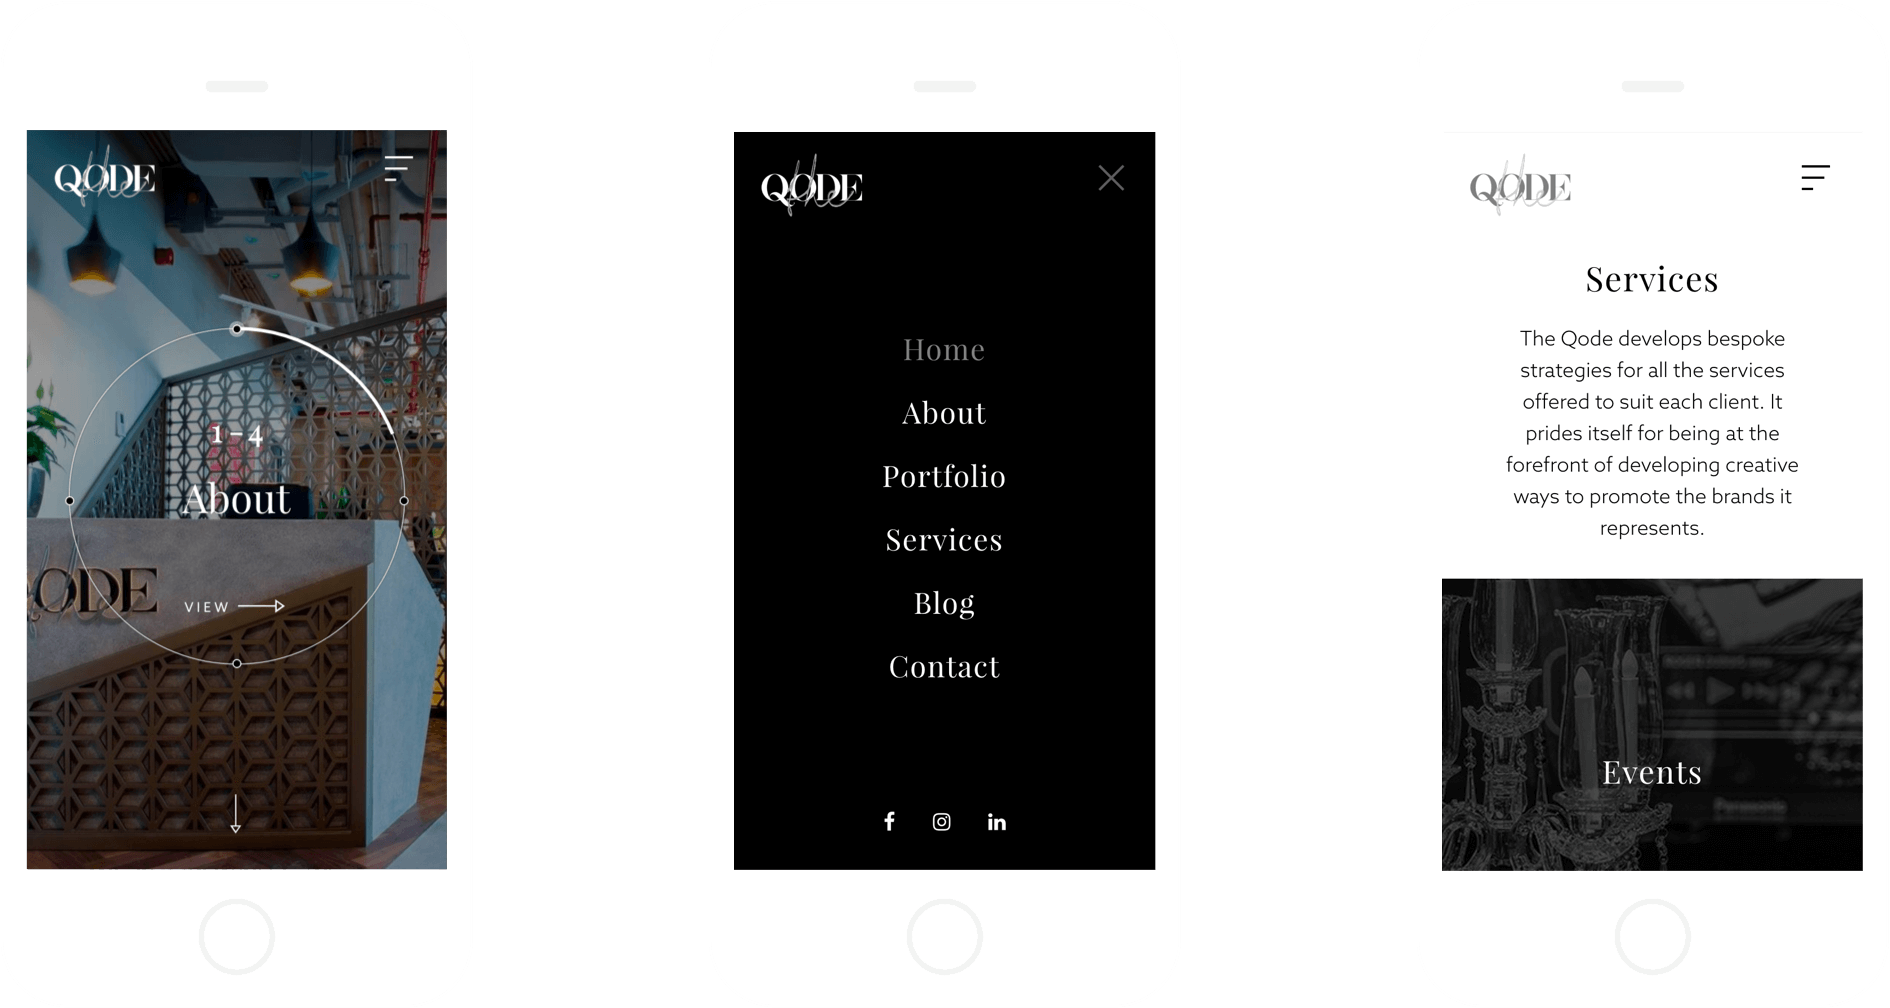 the QODE
1 – 4
About
QODE
VIEW
the QODE
Home
About
Portfolio
Services
Blog
Contact
the QODE
Services
The Qode develops bespoke
strategies for all the services
offered to suit each client. It
prides itself for being at the
forefront of developing creative
ways to promote the brands it
represents.
Events
Panasonic